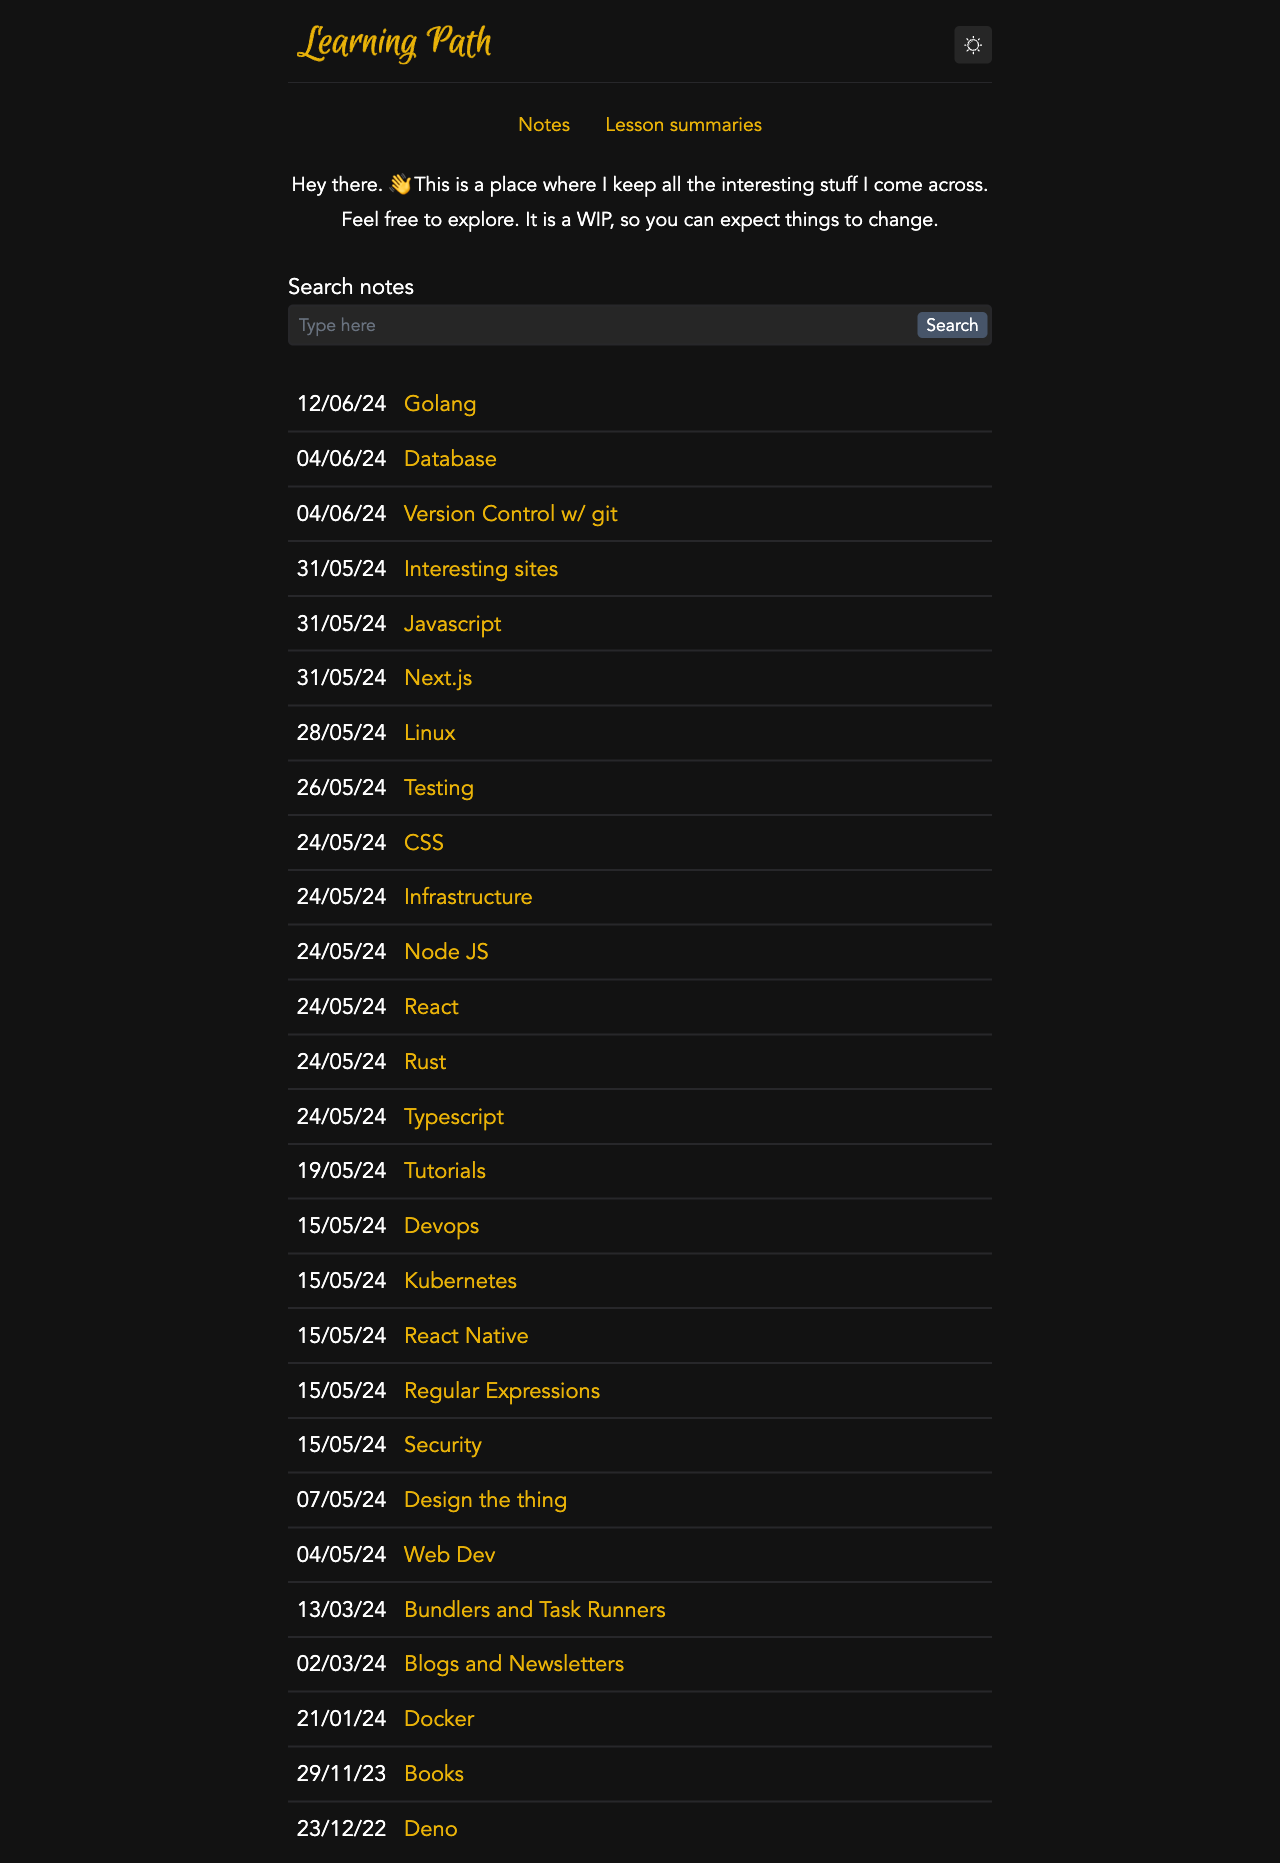 Learning Path
Notes Lesson summaries
Hey there. 👋This is a place where I keep all the interesting stuff I come across.
Feel free to explore. It is a WIP, so you can expect things to change.
Search notes
Type here Search
12/06/24 Golang
04/06/24 Database
04/06/24 Version Control w/ git
31/05/24 Interesting sites
31/05/24 Javascript
31/05/24 Next.js
28/05/24 Linux
26/05/24 Testing
24/05/24 CSS
24/05/24 Infrastructure
24/05/24 Node JS
24/05/24 React
24/05/24 Rust
24/05/24 Typescript
19/05/24 Tutorials
15/05/24 Devops
15/05/24 Kubernetes
15/05/24 React Native
15/05/24 Regular Expressions
15/05/24 Security
07/05/24 Design the thing
04/05/24 Web Dev
13/03/24 Bundlers and Task Runners
02/03/24 Blogs and Newsletters
21/01/24 Docker
29/11/23 Books
23/12/22 Deno